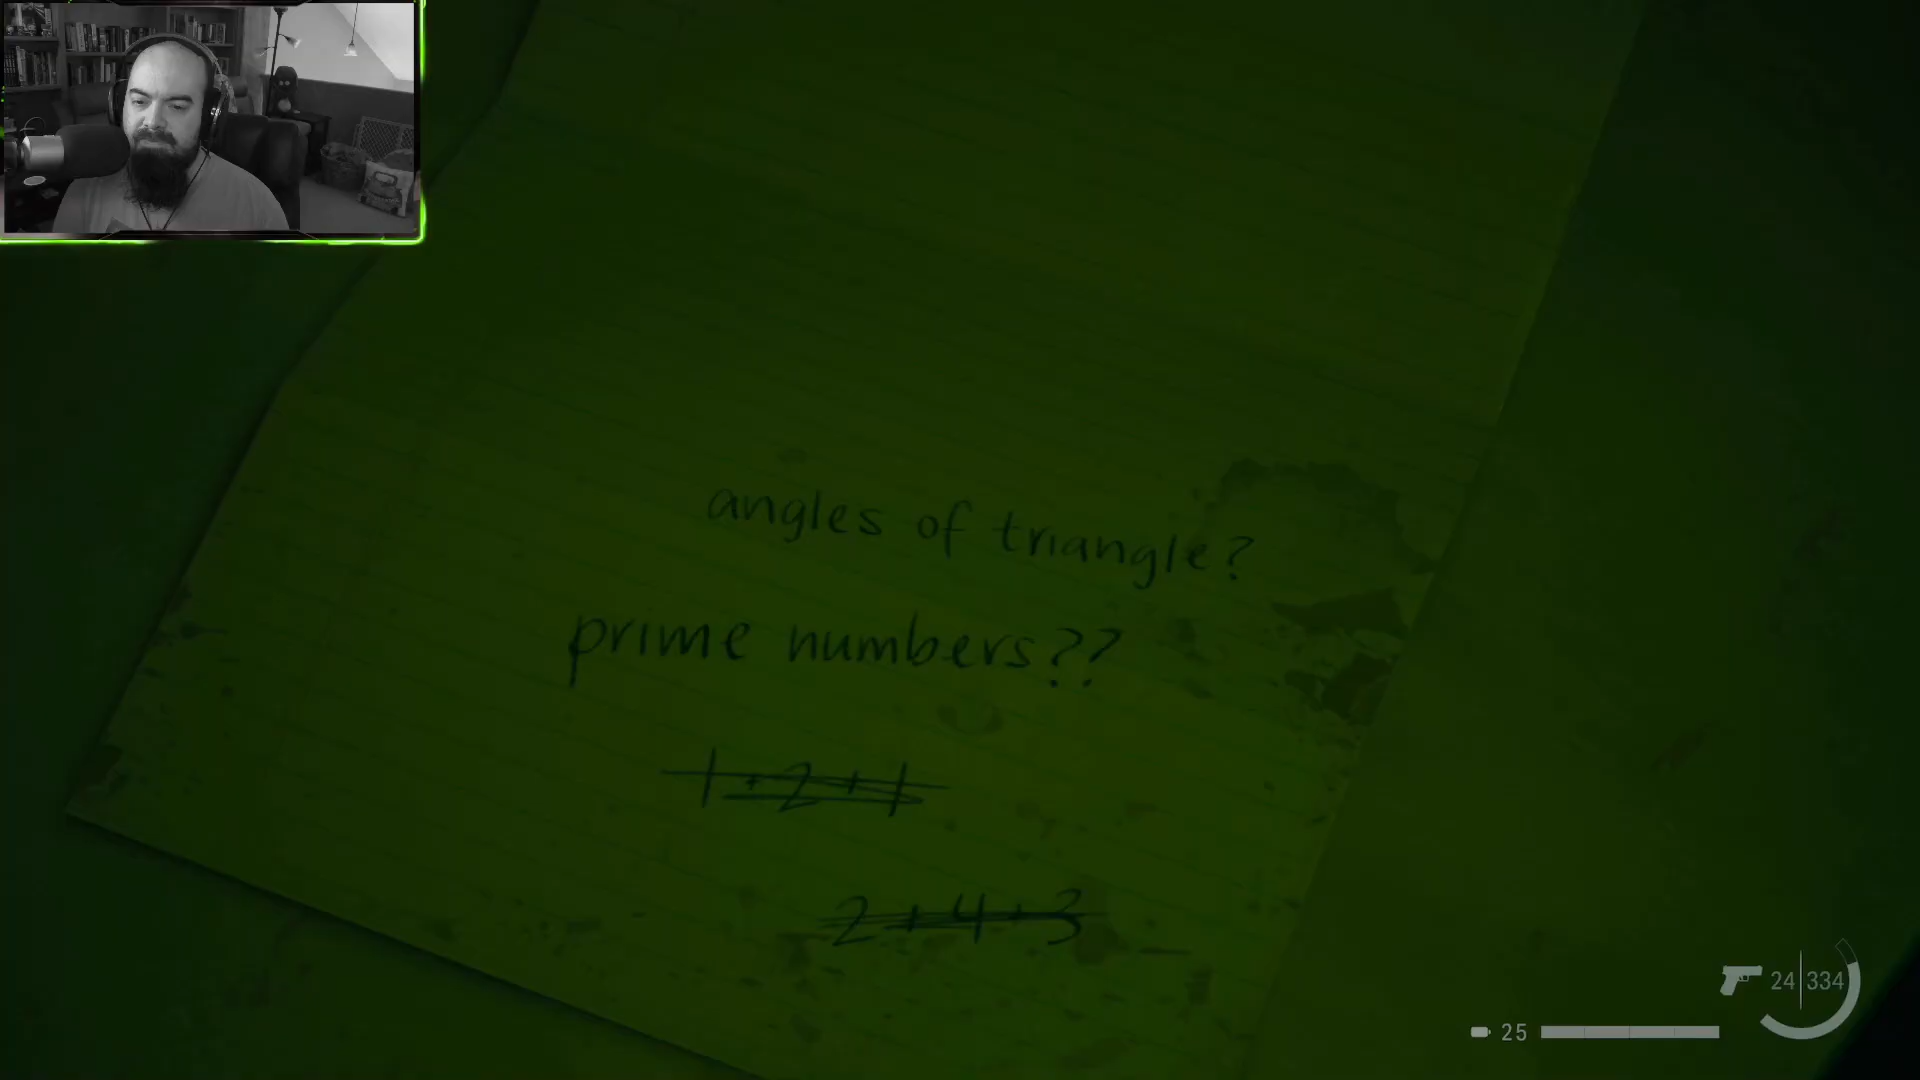 angles of triangle?
prime numbers??
1+2+1
2+4+3
24|334
25